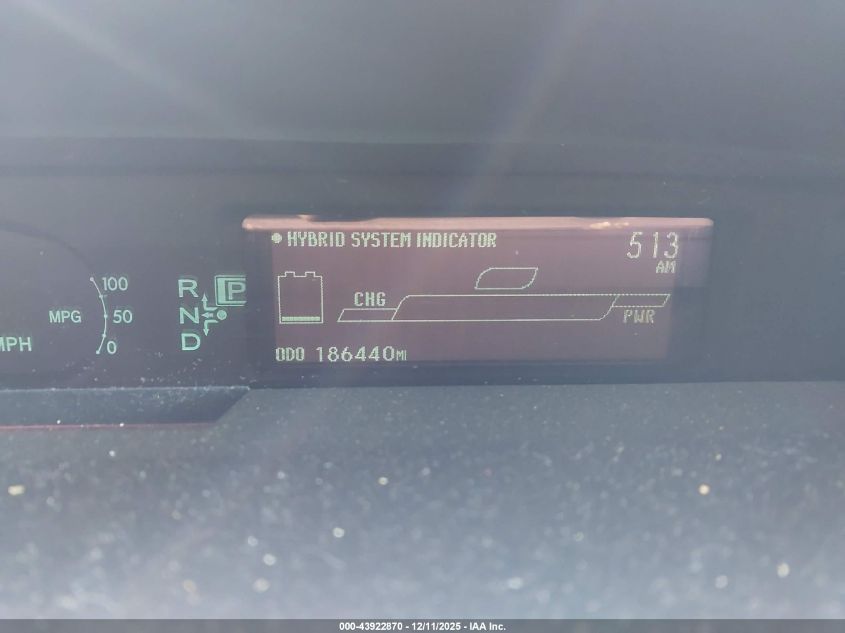 HYBRID SYSTEM INDICATOR
513
AM
100
MPG
50
0
MPH
R
P
N
D
CHG
PWR
ODO 186440MI
000-43922870 - 12/11/2025 - IAA Inc.